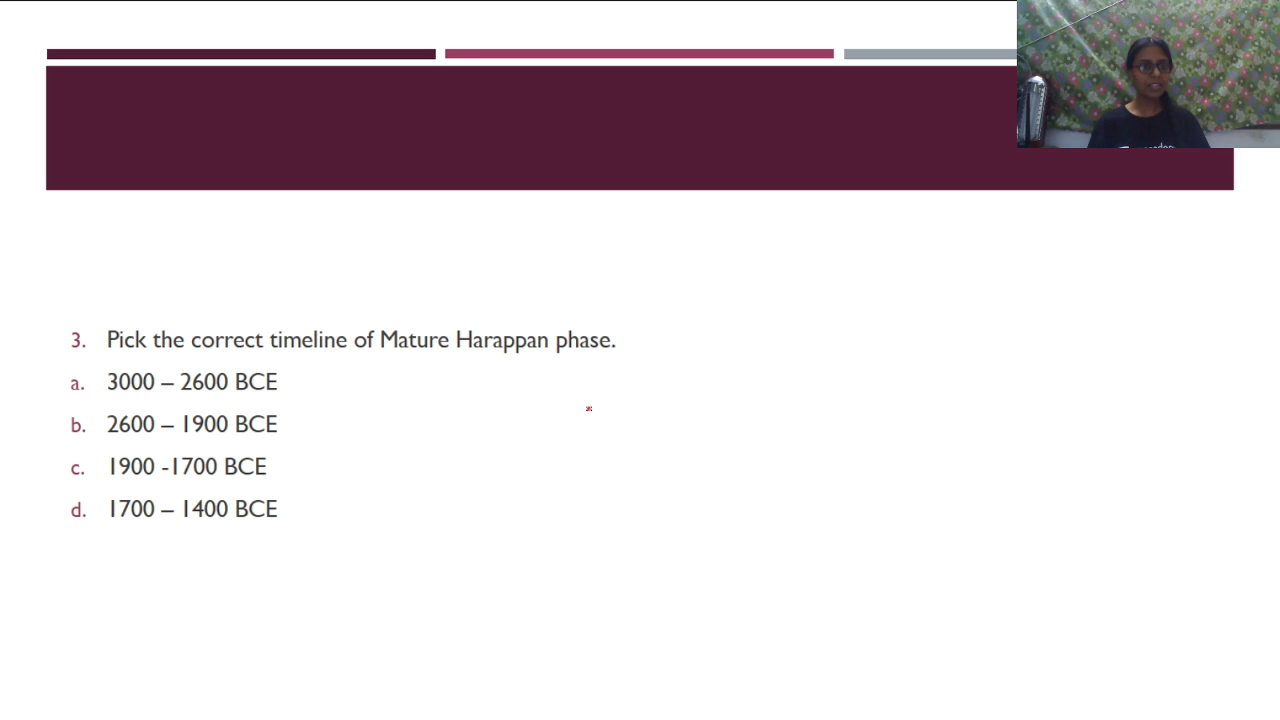 3. Pick the correct timeline of Mature Harappan phase.
a. 3000 – 2600 BCE
b. 2600 – 1900 BCE
c. 1900 -1700 BCE
d. 1700 – 1400 BCE